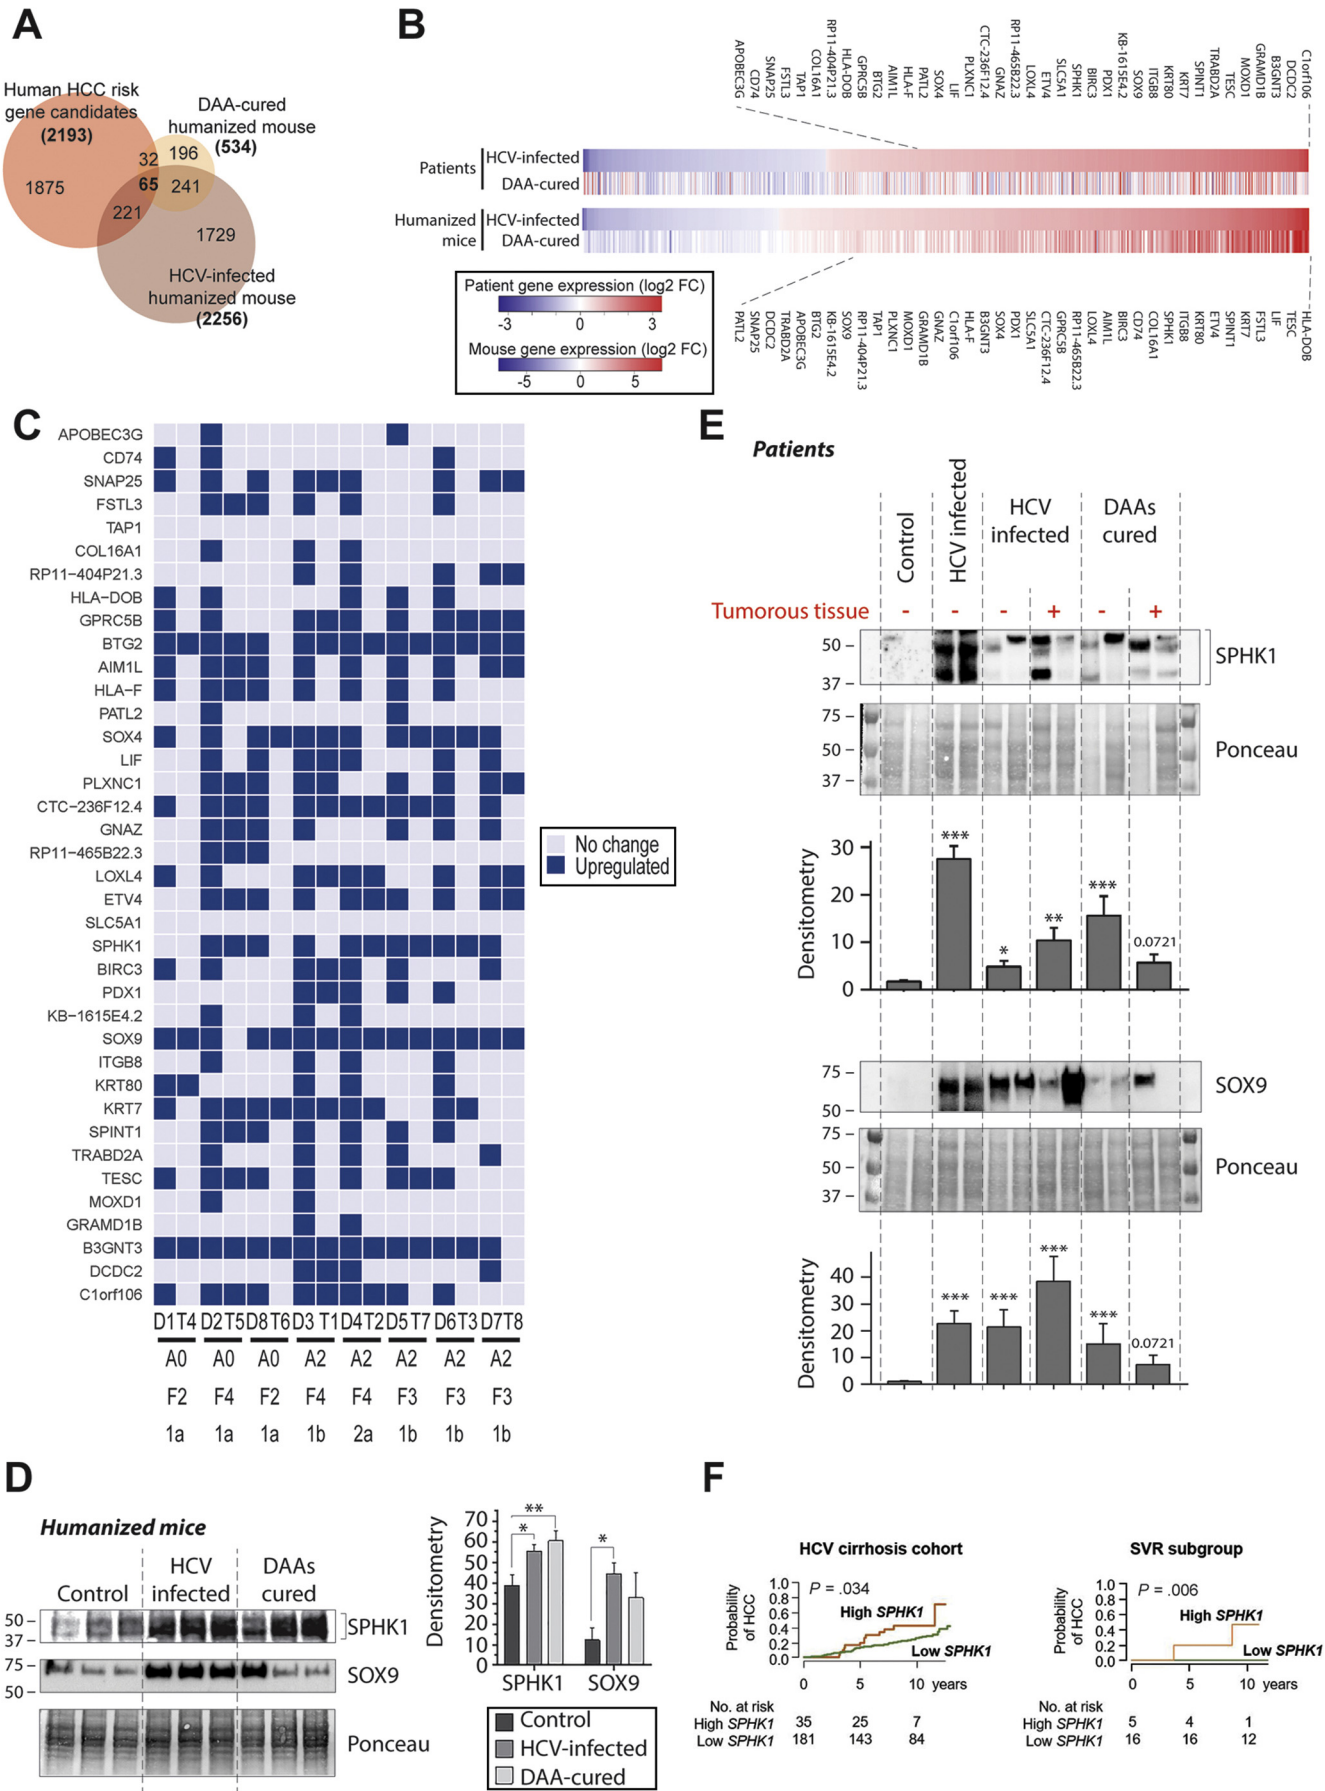 A
Human HCC risk
gene candidates
(2193)
DAA-cured
humanized mouse
(534)
32
196
65
241
1875
221
1729
HCV-infected
humanized mouse
(2256)
B
APOBEC3G
CD74
SNAP25
FSTL3
TAP1
COL16A1
RP11-404P21.3
HLA-DOB
GPRC5B
BTG2
AIM1L
HLA-F
PATL2
SOX4
LIF
PLXNC1
CTC-236F12.4
GNAZ
RP11-465B22.3
LOXL4
ETV4
SLC5A1
SPHK1
BIRC3
PDX1
KB-1615E4.2
SOX9
ITGB8
KRT80
KRT7
SPINT1
TRABD2A
TESC
MOXD1
GRAMD1B
B3GNT3
DCDC2
C1orf106
Patients
HCV-infected
DAA-cured
Humanized
mice
HCV-infected
DAA-cured
Patient gene expression (log2 FC)
-3 0 3
Mouse gene expression (log2 FC)
-5 0 5
PATL2
SNAP25
DCDC2
TRABD2A
APOBEC3G
BTG2
KB-1615E4.2
SOX9
RP11-404P21.3
TAP1
PLXNC1
MOXD1
GRAMD1B
GNAZ
C1orf106
HLA-F
B3GNT3
SOX4
PDX1
SLC5A1
CTC-236F12.4
GPRC5B
RP11-465B22.3
LOXL4
AIM1L
BIRC3
CD74
COL16A1
SPHK1
ITGB8
KRT80
ETV4
SPINT1
KRT7
FSTL3
LIF
TESC
HLA-DOB
C
APOBEC3G
CD74
SNAP25
FSTL3
TAP1
COL16A1
RP11−404P21.3
HLA−DOB
GPRC5B
BTG2
AIM1L
HLA−F
PATL2
SOX4
LIF
PLXNC1
CTC−236F12.4
GNAZ
RP11−465B22.3
LOXL4
ETV4
SLC5A1
SPHK1
BIRC3
PDX1
KB−1615E4.2
SOX9
ITGB8
KRT80
KRT7
SPINT1
TRABD2A
TESC
MOXD1
GRAMD1B
B3GNT3
DCDC2
C1orf106
D1T4 D2T5 D8T6 D3 T1 D4T2 D5T7 D6T3 D7T8
A0 A0 A0 A2 A2 A2 A2 A2
F2 F4 F2 F4 F4 F3 F3 F3
1a 1a 1a 1b 2a 1b 1b 1b
No change
Upregulated
D
Humanized mice
Control
HCV
infected
DAAs
cured
50
37
SPHK1
75
50
SOX9
Ponceau
Densitometry
70
60
50
40
30
20
10
0
*
**
*
SPHK1 SOX9
Control
HCV-infected
DAA-cured
E
Patients
Control
HCV infected
HCV
infected
DAAs
cured
Tumorous tissue - - - + - +
50
37
SPHK1
75
50
37
Ponceau
Densitometry
30
20
10
0
***
*
**
***
0.0721
75
50
SOX9
75
50
37
Ponceau
Densitometry
40
30
20
10
0
***
***
***
***
0.0721
F
HCV cirrhosis cohort
Probability
of HCC
1.0
0.8
0.6
0.4
0.2
0.0
P = .034
High SPHK1
Low SPHK1
0 5 10 years
No. at risk
High SPHK1 35 25 7
Low SPHK1 181 143 84
SVR subgroup
Probability
of HCC
1.0
0.8
0.6
0.4
0.2
0.0
P = .006
High SPHK1
Low SPHK1
0 5 10 years
No. at risk
High SPHK1 5 4 1
Low SPHK1 16 16 12